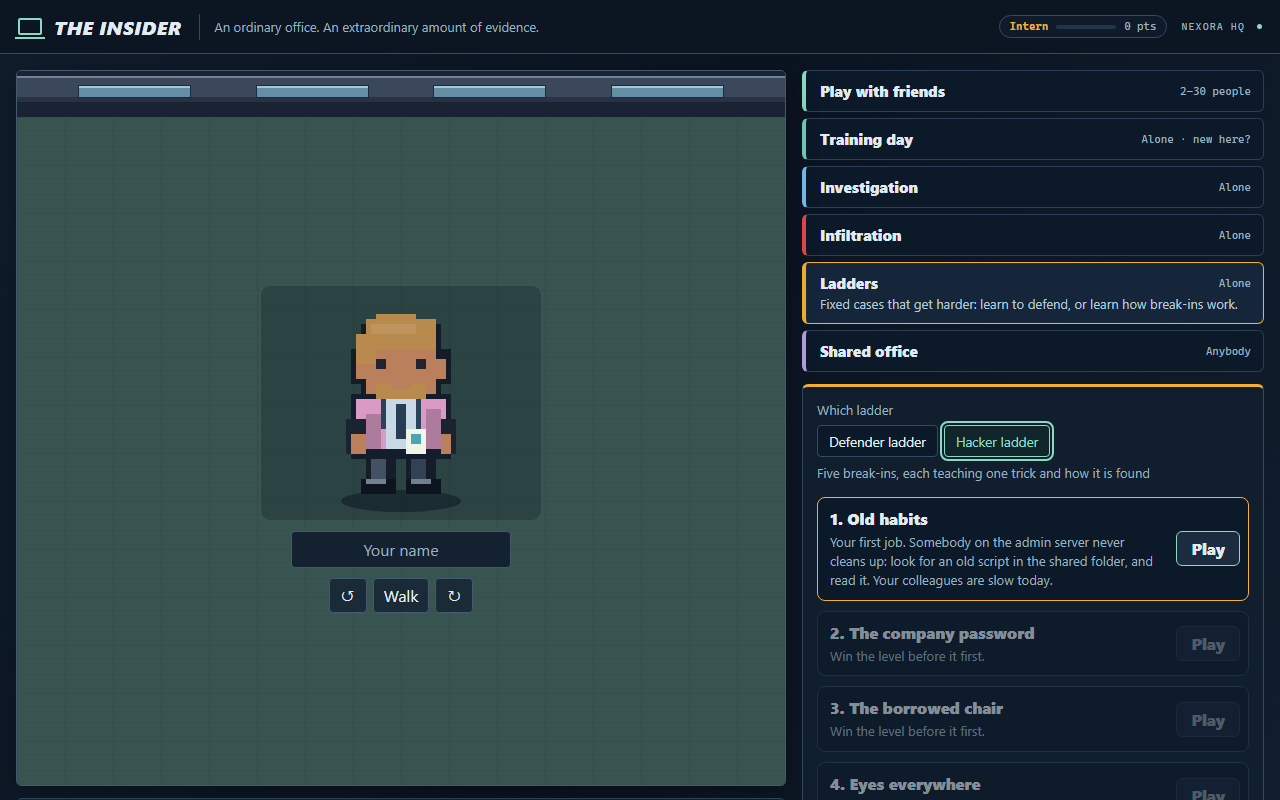 THE INSIDER
An ordinary office. An extraordinary amount of evidence.
Intern 0 pts
NEXORA HQ
Your name
↺ Walk ↻
Play with friends 2–30 people
Training day Alone · new here?
Investigation Alone
Infiltration Alone
Ladders Alone
Fixed cases that get harder: learn to defend, or learn how break-ins work.
Shared office Anybody
Which ladder
Defender ladder Hacker ladder
Five break-ins, each teaching one trick and how it is found
1. Old habits
Your first job. Somebody on the admin server never
cleans up: look for an old script in the shared folder, and
read it. Your colleagues are slow today.
Play
2. The company password
Win the level before it first.
Play
3. The borrowed chair
Win the level before it first.
Play
4. Eyes everywhere
Play